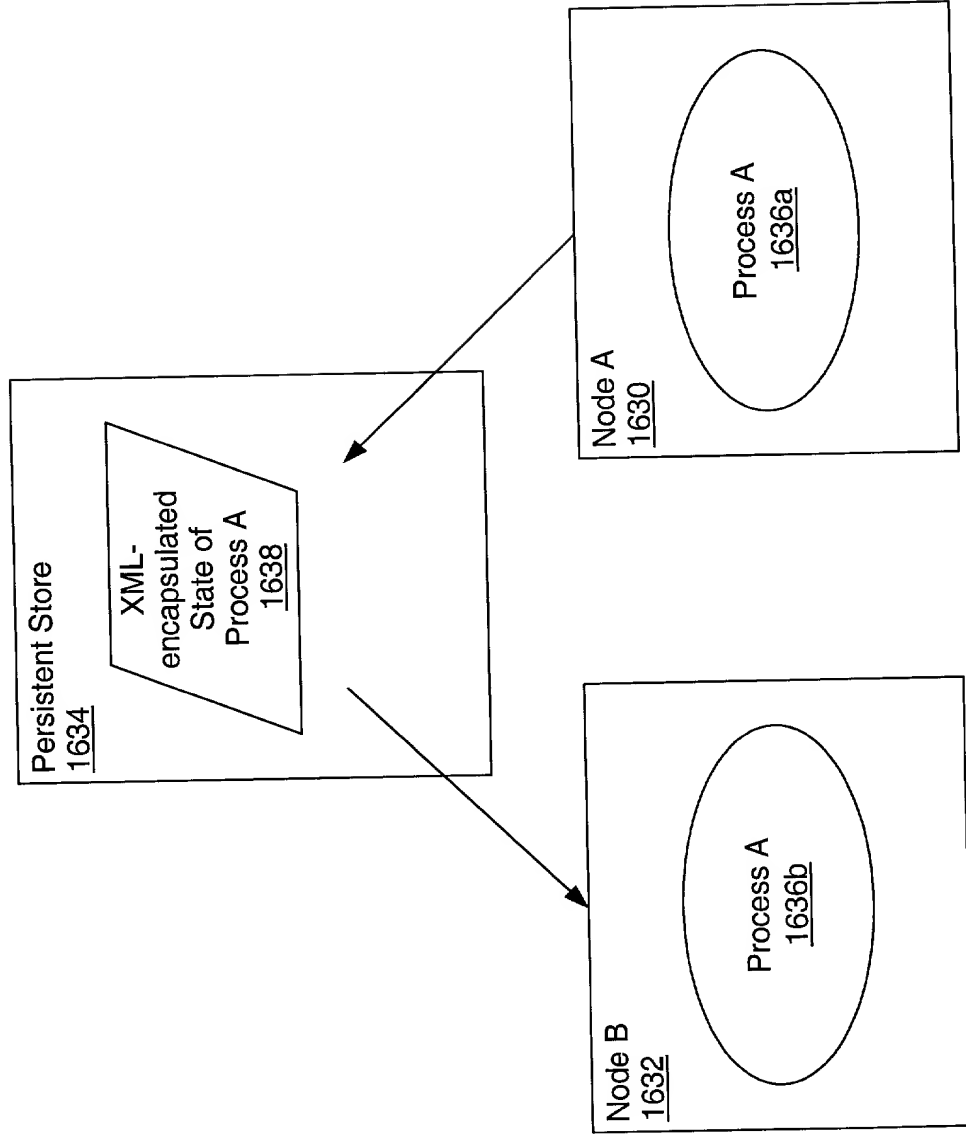 Persistent Store
1634
XML-
encapsulated
State of
Process A
1638
Node A
1630
Process A
1636a
Node B
1632
Process A
1636b